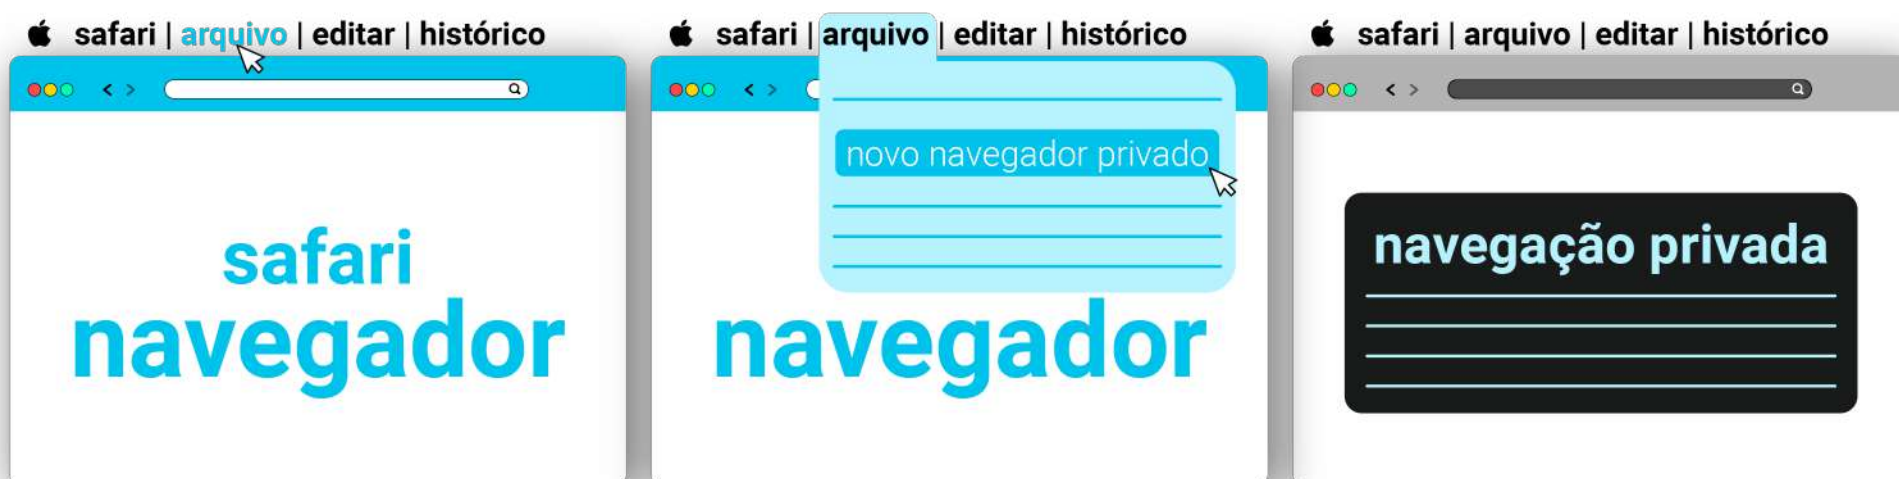 safari | arquivo | editar | histórico
safari
navegador
safari | arquivo | editar | histórico
novo navegador privado
navegador
safari | arquivo | editar | histórico
navegação privada